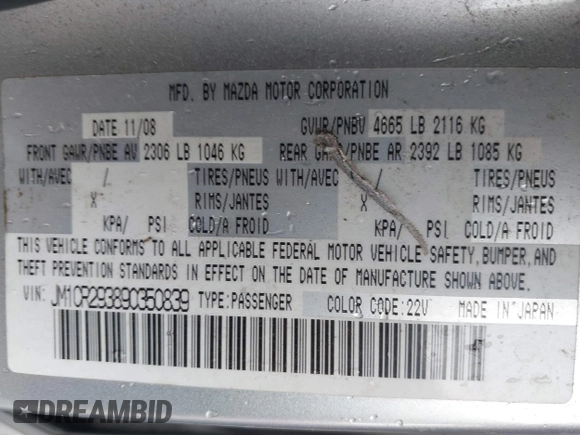 MFD. BY MAZDA MOTOR CORPORATION
DATE 11/08 GVWR/PNBV 4665 LB 2116 KG
FRONT GAWR/PNBE AV 2306 LB 1046 KG REAR GAWR/PNBE AR 2392 LB 1085 KG
WITH/AVEC / TIRES/PNEUS WITH/AVEC / TIRES/PNEUS
X RIMS/JANTES X RIMS/JANTES
KPA/ PSI COLD/A FROID KPA/ PSI COLD/A FROID
THIS VEHICLE CONFORMS TO ALL APPLICABLE FEDERAL MOTOR VEHICLE SAFETY, BUMPER, AND
THEFT PREVENTION STANDARDS IN EFFECT ON THE DATE OF MANUFACTURE SHOWN ABOVE.
VIN: JM1CR293890350839 TYPE:PASSENGER COLOR CODE:22V MADE IN JAPAN
DREAMBID